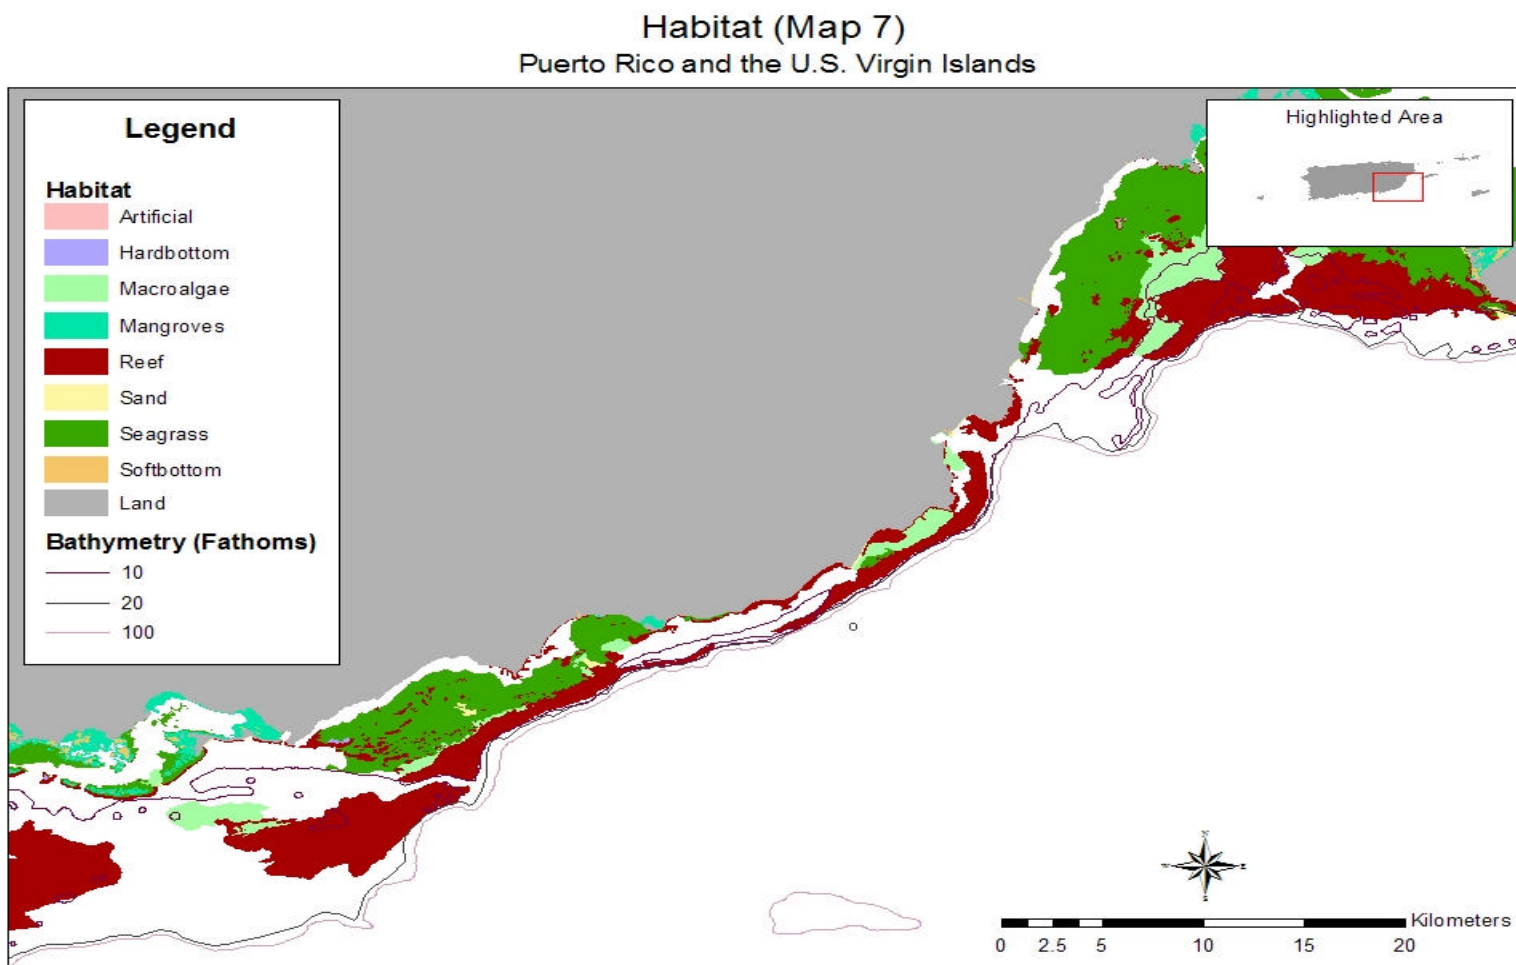 Habitat (Map 7)
Puerto Rico and the U.S. Virgin Islands
Legend
Habitat
Artificial
Hardbottom
Macroalgae
Mangroves
Reef
Sand
Seagrass
Softbottom
Land
Bathymetry (Fathoms)
10
20
100
Highlighted Area
N
W E
S
Kilometers
0 2.5 5 10 15 20